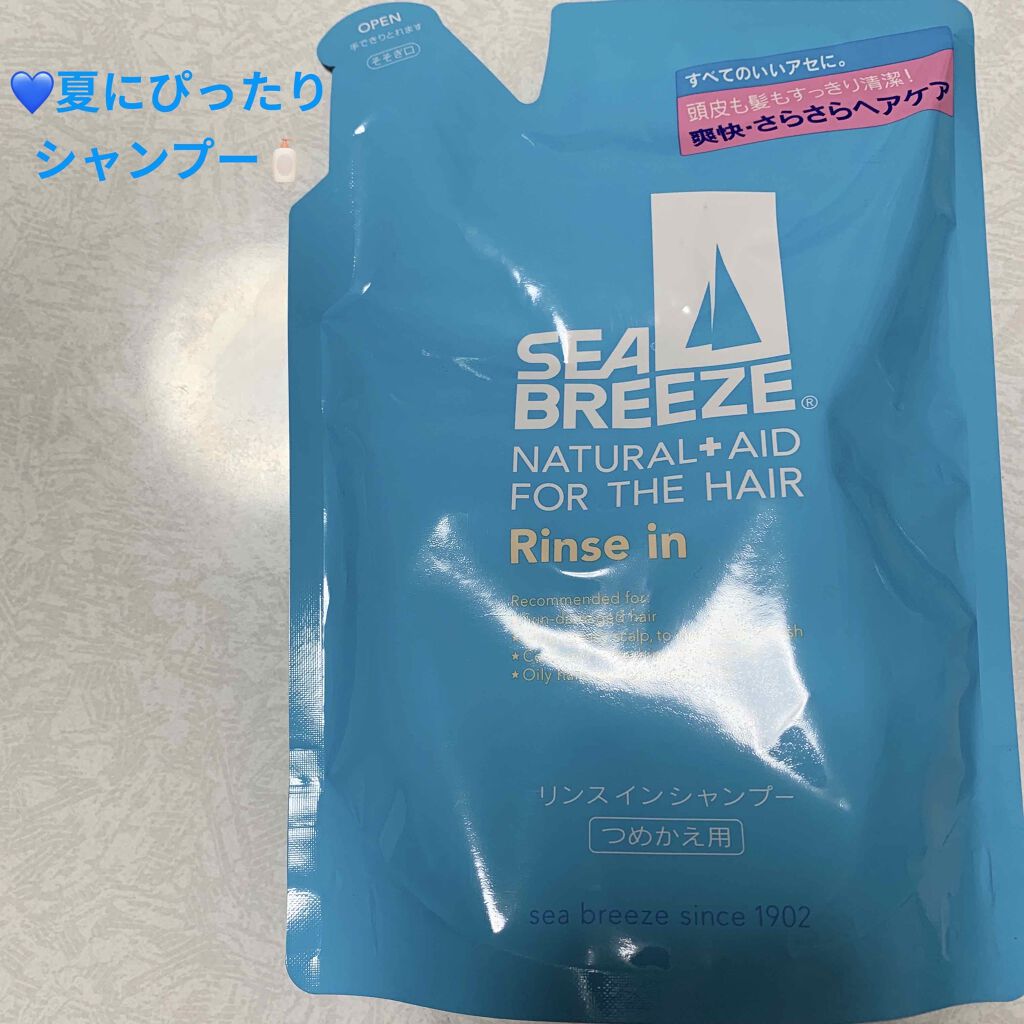 💙夏にぴったり
シャンプー🧴
OPEN
手できりとれます
そそぎ口
すべてのいいアセに。
頭皮も髪もすっきり清潔!
爽快・さらさらヘアケア
SEA
BREEZE®
NATURAL+AID
FOR THE HAIR
Rinse in
Recommended for:
hair
scalp, to
★
★Oily
リンスインシャンプー
つめかえ用
sea breeze since 1902